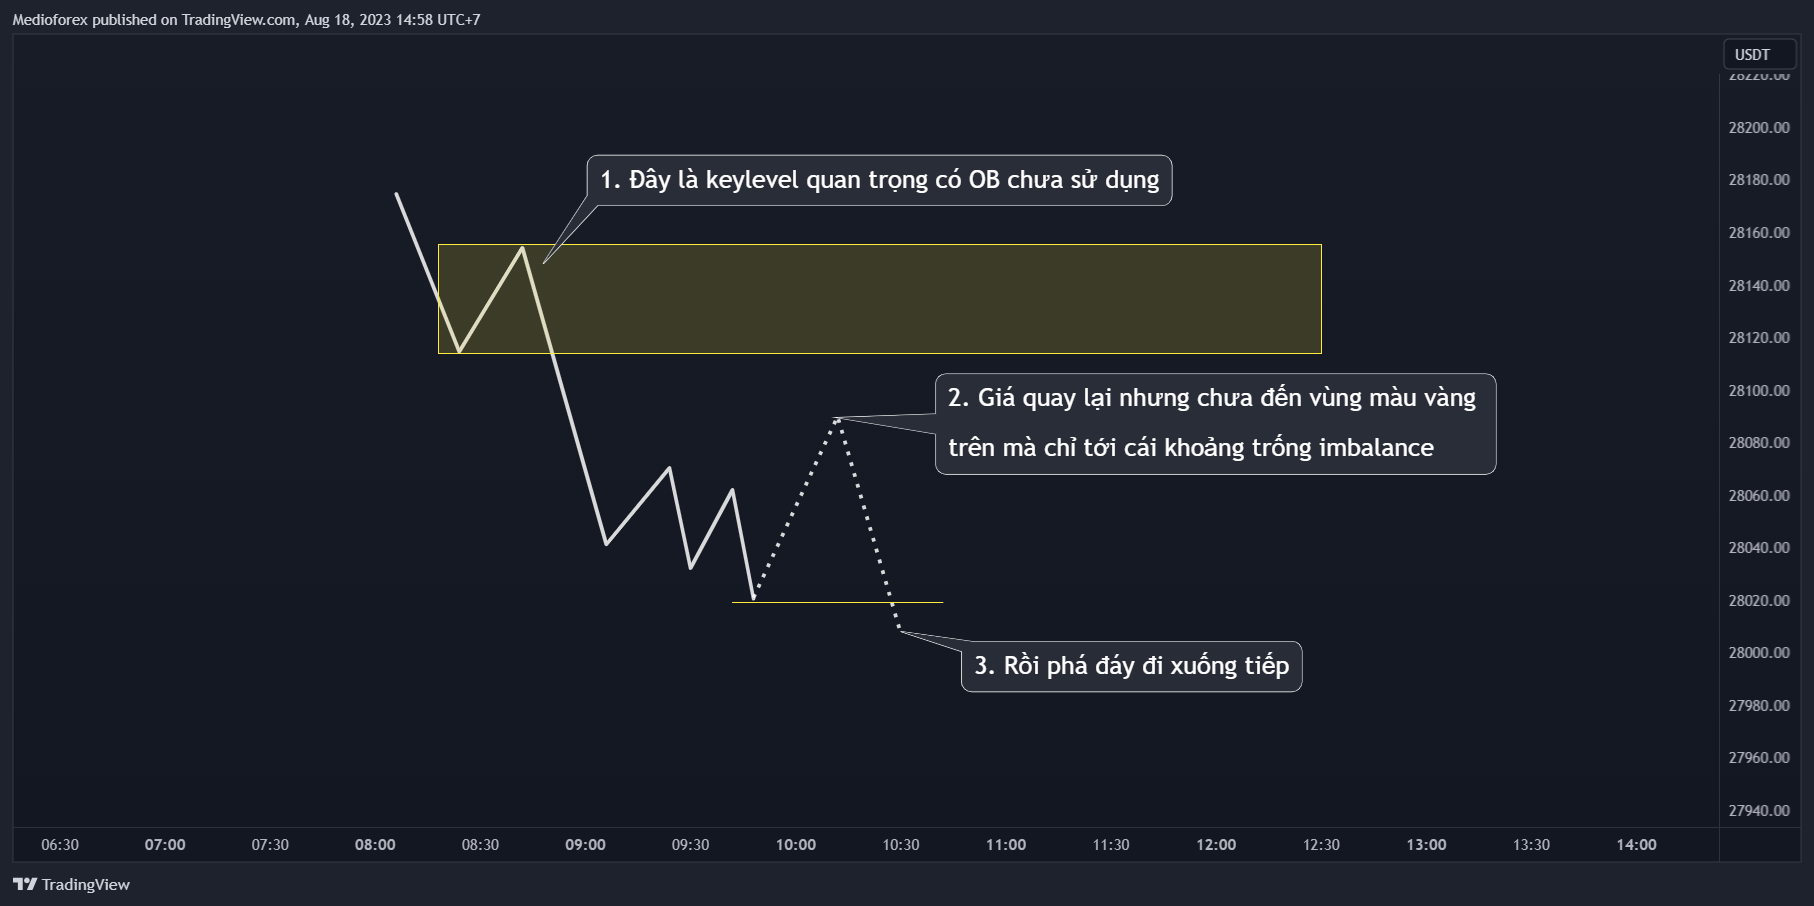 Medioforex published on TradingView.com, Aug 18, 2023 14:58 UTC+7
USDT
28220.00
28200.00
1. Đây là keylevel quan trọng có OB chưa sử dụng
28180.00
28160.00
28140.00
28120.00
2. Giá quay lại nhưng chưa đến vùng màu vàng
trên mà chỉ tới cái khoảng trống imbalance
28100.00
28080.00
28060.00
28040.00
28020.00
3. Rồi phá đáy đi xuống tiếp
28000.00
27980.00
27960.00
27940.00
06:30 07:00 07:30 08:00 08:30 09:00 09:30 10:00 10:30 11:00 11:30 12:00 12:30 13:00 13:30 14:00
TradingView